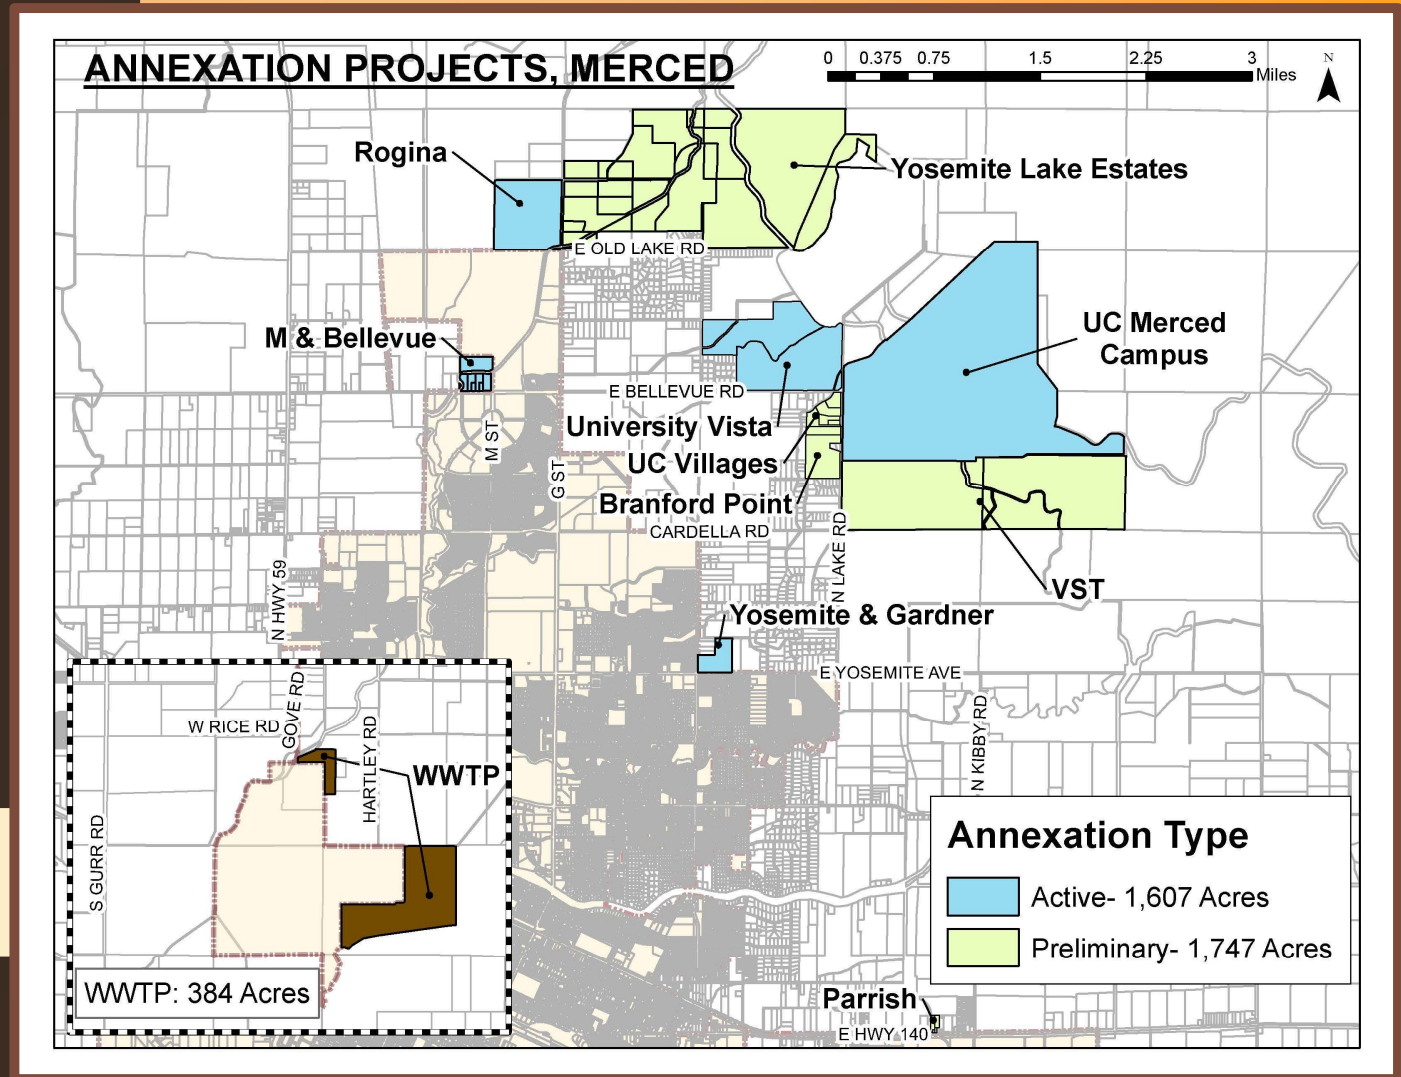 ANNEXATION PROJECTS, MERCED
0 0.375 0.75 1.5 2.25 3
Miles
N
Rogina
Yosemite Lake Estates
E OLD LAKE RD
M & Bellevue
UC Merced
Campus
E BELLEVUE RD
University Vista
M ST
G ST
UC Villages
Branford Point
CARDELLA RD
N LAKE RD
N HWY 59
VST
Yosemite & Gardner
E YOSEMITE AVE
N KIBBY RD
W RICE RD
GOVE RD
HARTLEY RD
WWTP
S GURR RD
WWTP: 384 Acres
Annexation Type
Active- 1,607 Acres
Preliminary- 1,747 Acres
Parrish
E HWY 140